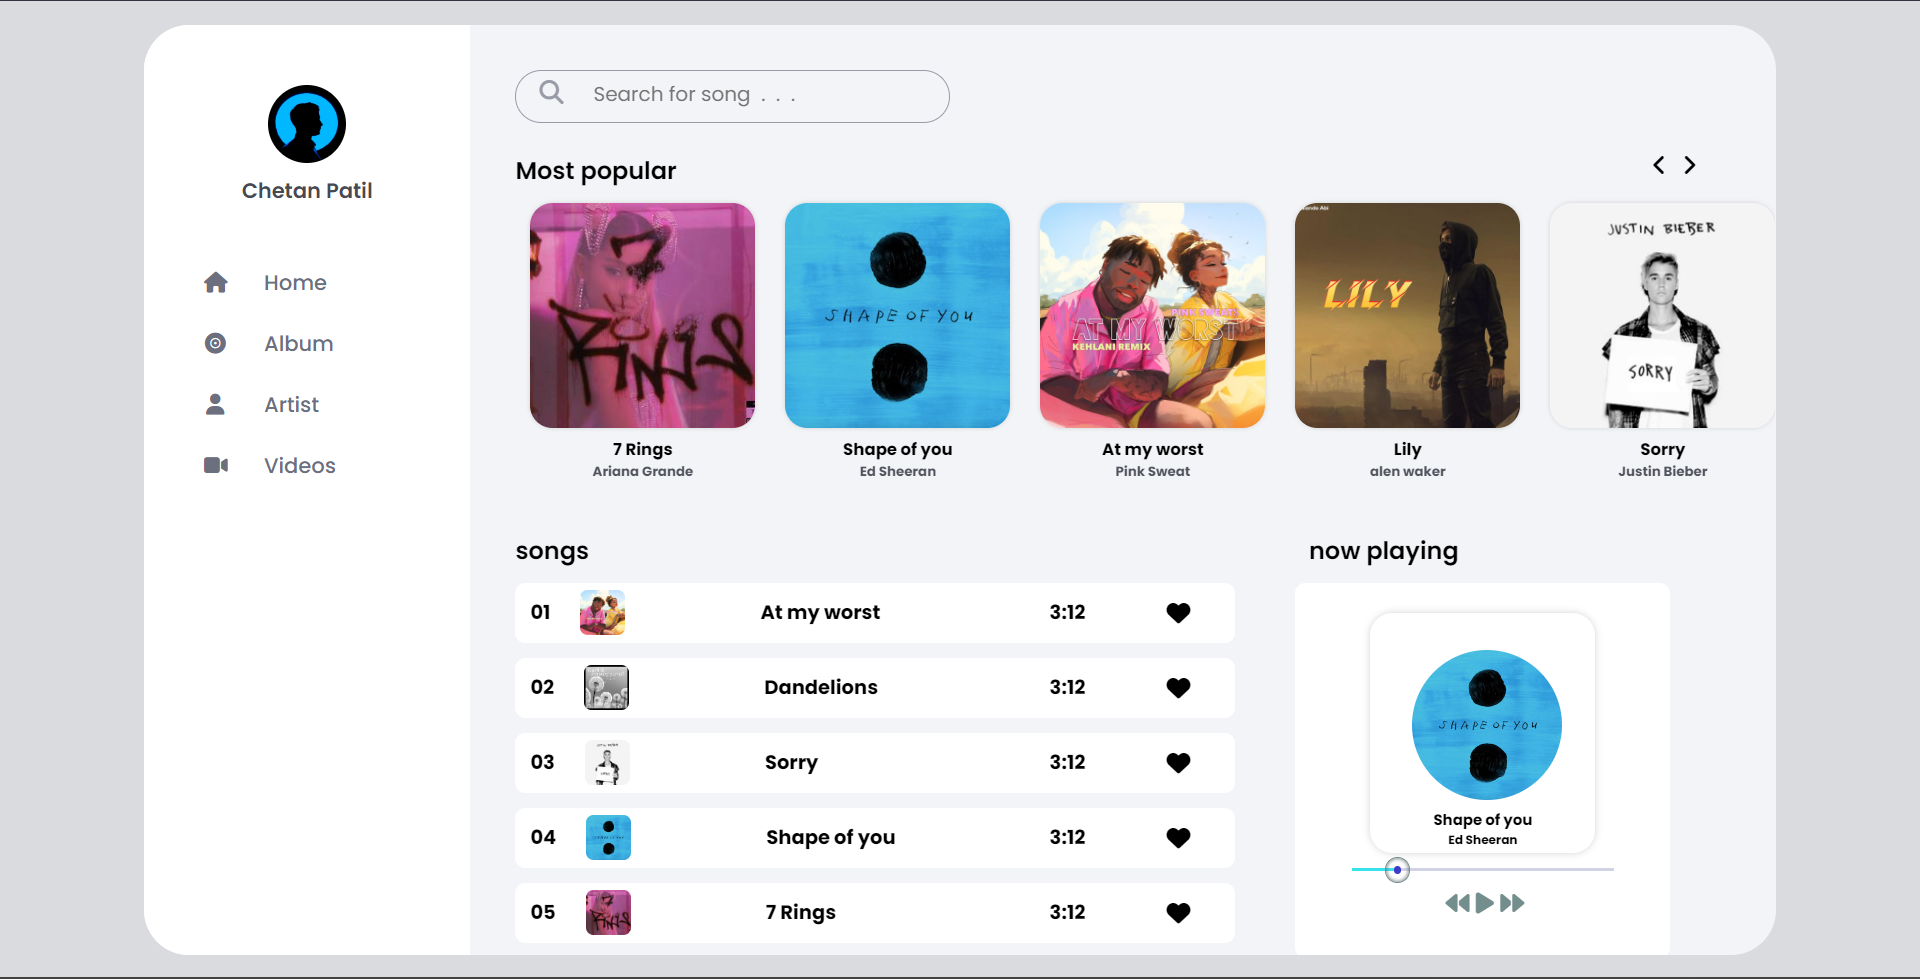 Search for song . . .
Chetan Patil
Home
Album
Artist
Videos
Most popular
7
RINGS
SHAPE OF YOU
PINK SWEAT$
AT MY WORST
KEHLANI REMIX
LILY
JUSTIN BIEBER
SORRY
7 Rings
Ariana Grande
Shape of you
Ed Sheeran
At my worst
Pink Sweat
Lily
alen waker
Sorry
Justin Bieber
songs
01 At my worst 3:12
02 Dandelions 3:12
03 Sorry 3:12
04 Shape of you 3:12
05 7 Rings 3:12
now playing
SHAPE OF YOU
Shape of you
Ed Sheeran